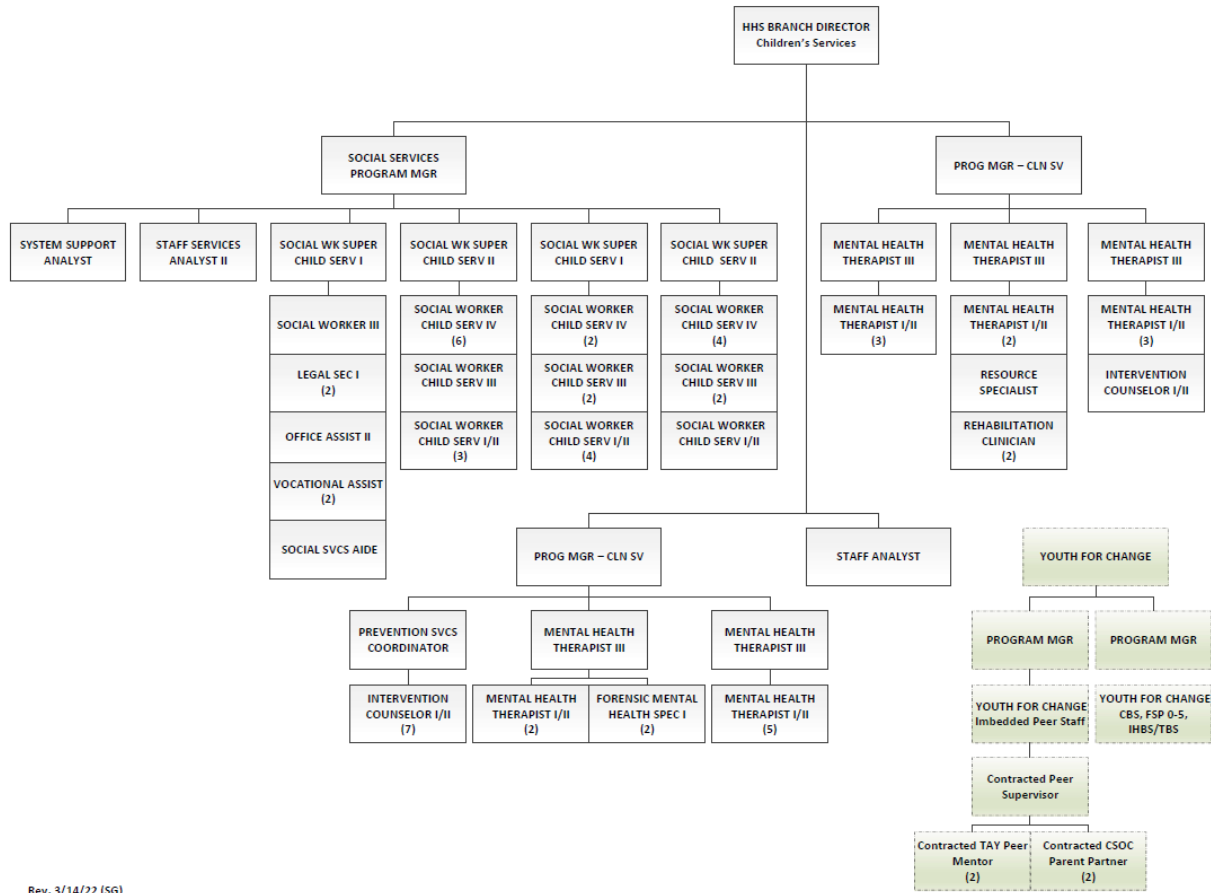 HHS BRANCH DIRECTOR
Children's Services
SOCIAL SERVICES
PROGRAM MGR
PROG MGR – CLN SV
SYSTEM SUPPORT
ANALYST
STAFF SERVICES
ANALYST II
SOCIAL WK SUPER
CHILD SERV I
SOCIAL WK SUPER
CHILD SERV II
SOCIAL WK SUPER
CHILD SERV I
SOCIAL WK SUPER
CHILD SERV II
MENTAL HEALTH
THERAPIST III
MENTAL HEALTH
THERAPIST III
MENTAL HEALTH
THERAPIST III
SOCIAL WORKER III
LEGAL SEC I
(2)
OFFICE ASSIST II
VOCATIONAL ASSIST
(2)
SOCIAL SVCS AIDE
SOCIAL WORKER
CHILD SERV IV
(6)
SOCIAL WORKER
CHILD SERV III
SOCIAL WORKER
CHILD SERV I/II
(3)
SOCIAL WORKER
CHILD SERV IV
(2)
SOCIAL WORKER
CHILD SERV III
(2)
SOCIAL WORKER
CHILD SERV I/II
(4)
SOCIAL WORKER
CHILD SERV IV
(4)
SOCIAL WORKER
CHILD SERV III
(2)
SOCIAL WORKER
CHILD SERV I/II
MENTAL HEALTH
THERAPIST I/II
(3)
MENTAL HEALTH
THERAPIST I/II
(2)
RESOURCE
SPECIALIST
REHABILITATION
CLINICIAN
(2)
MENTAL HEALTH
THERAPIST I/II
(3)
INTERVENTION
COUNSELOR I/II
PROG MGR – CLN SV
STAFF ANALYST
PREVENTION SVCS
COORDINATOR
MENTAL HEALTH
THERAPIST III
MENTAL HEALTH
THERAPIST III
INTERVENTION
COUNSELOR I/II
(7)
MENTAL HEALTH
THERAPIST I/II
(2)
FORENSIC MENTAL
HEALTH SPEC I
(2)
MENTAL HEALTH
THERAPIST I/II
(5)
YOUTH FOR CHANGE
PROGRAM MGR
PROGRAM MGR
YOUTH FOR CHANGE
Imbedded Peer Staff
YOUTH FOR CHANGE
CBS, FSP 0-5,
IHBS/TBS
Contracted Peer
Supervisor
Contracted TAY Peer
Mentor
(2)
Contracted CSOC
Parent Partner
(2)
Rev. 3/14/22 (SG)